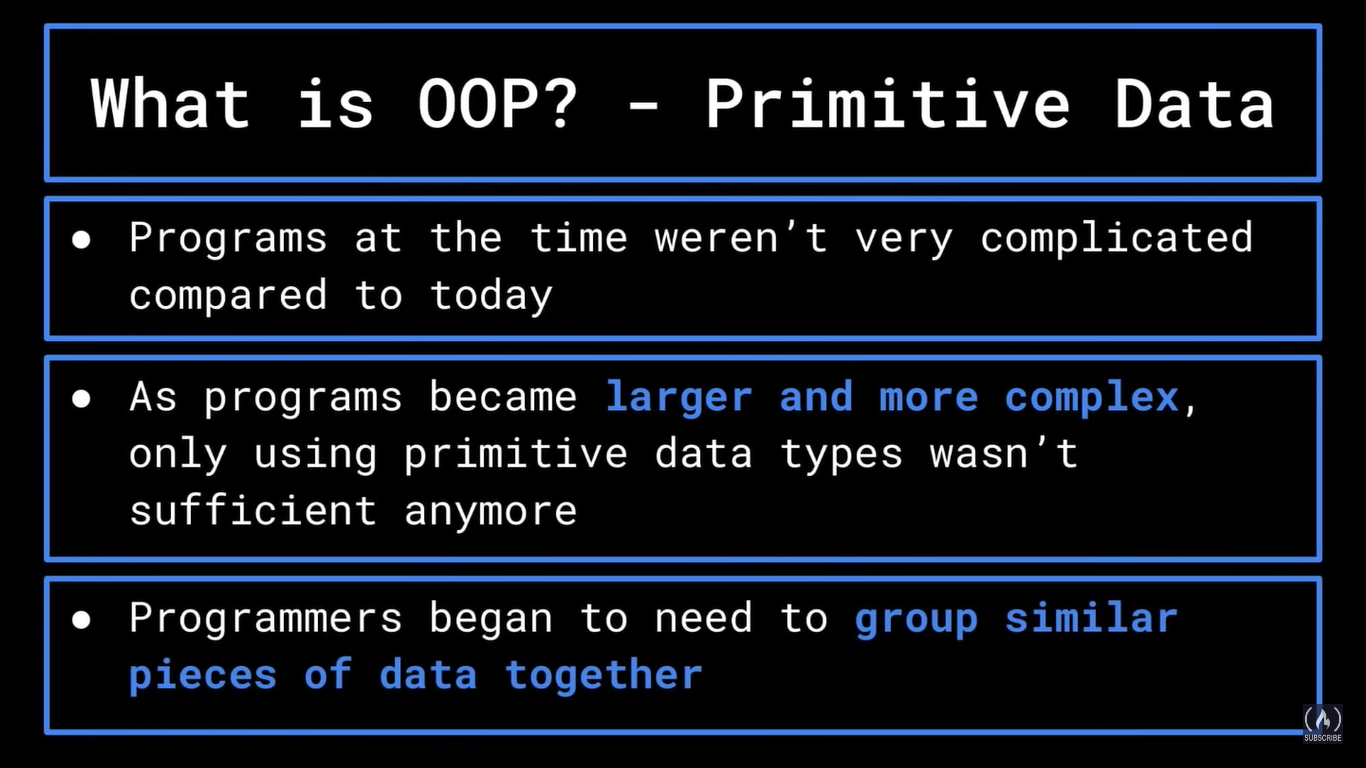 What is OOP? - Primitive Data
● Programs at the time weren’t very complicated
compared to today
● As programs became larger and more complex,
only using primitive data types wasn’t
sufficient anymore
● Programmers began to need to group similar
pieces of data together
SUBSCRIBE